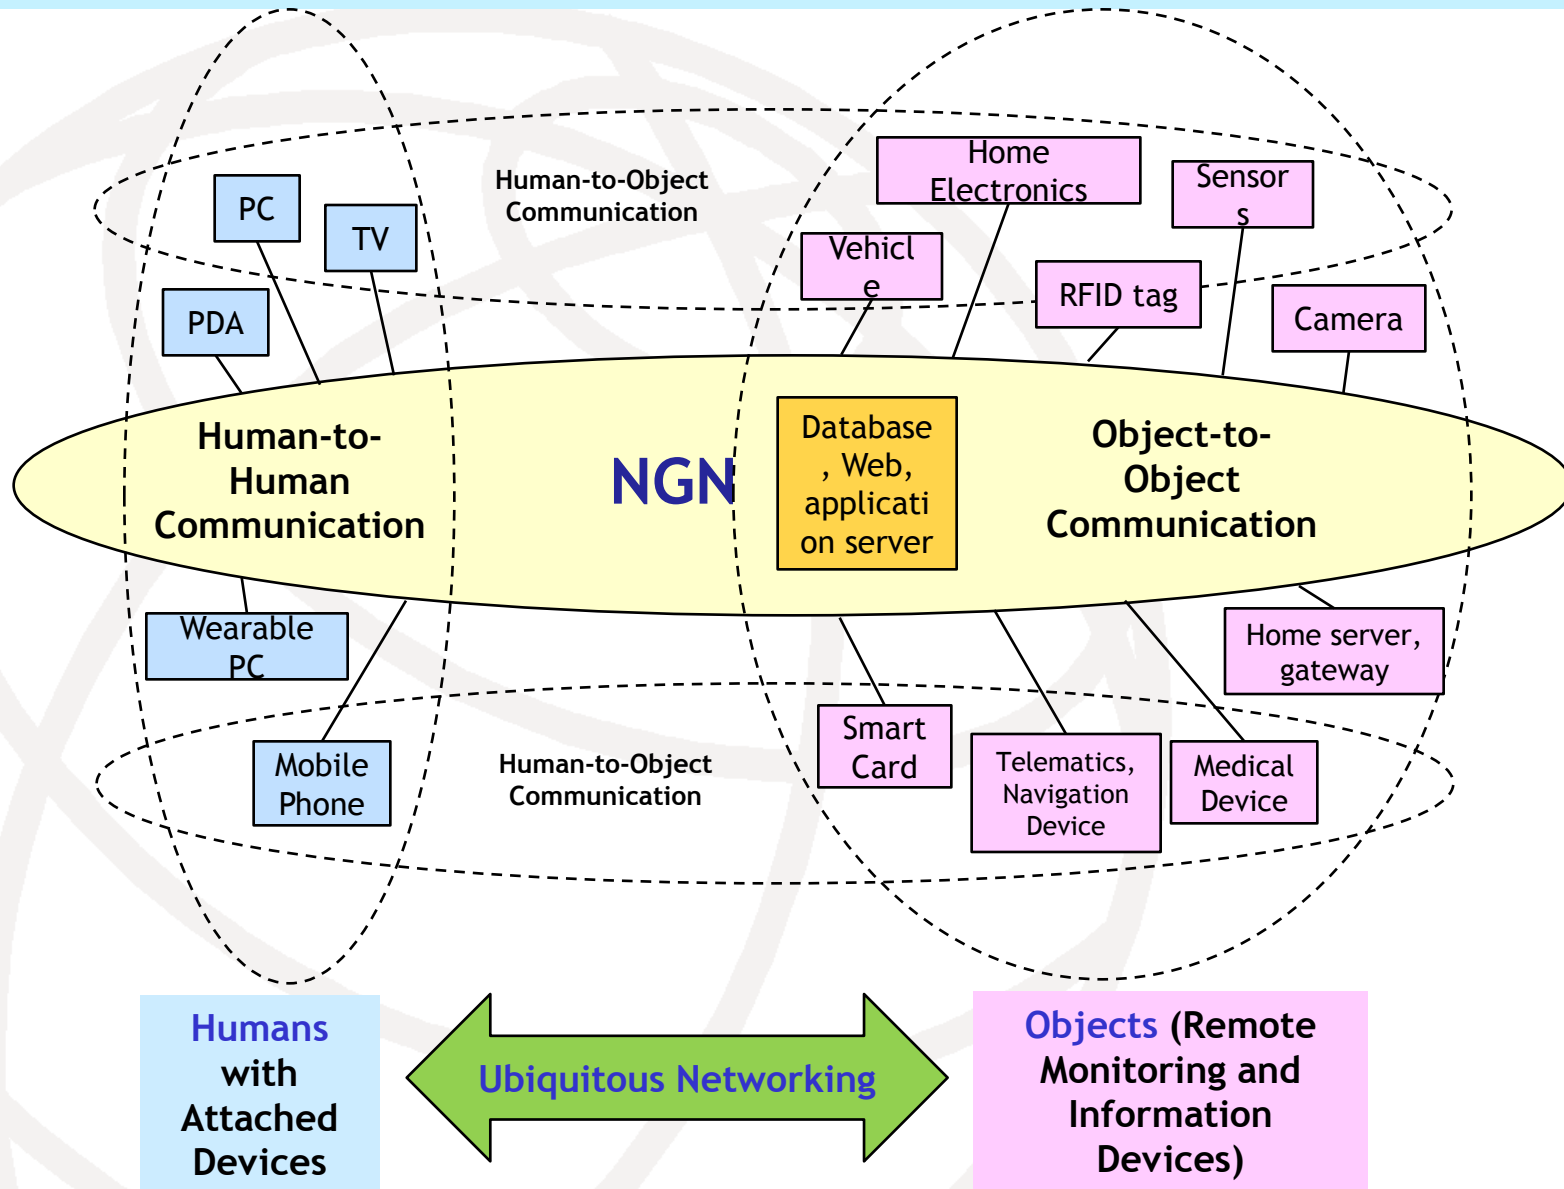 Human-to-Object
Communication
Home
Electronics
Sensor
s
PC
TV
Vehicl
e
RFID tag
PDA
Camera
Human-to-
Human
Communication
NGN
Database
, Web,
applicati
on server
Object-to-
Object
Communication
Wearable
PC
Home server,
gateway
Mobile
Phone
Human-to-Object
Communication
Smart
Card
Telematics,
Navigation
Device
Medical
Device
Humans
with
Attached
Devices
Ubiquitous Networking
Objects (Remote
Monitoring and
Information
Devices)